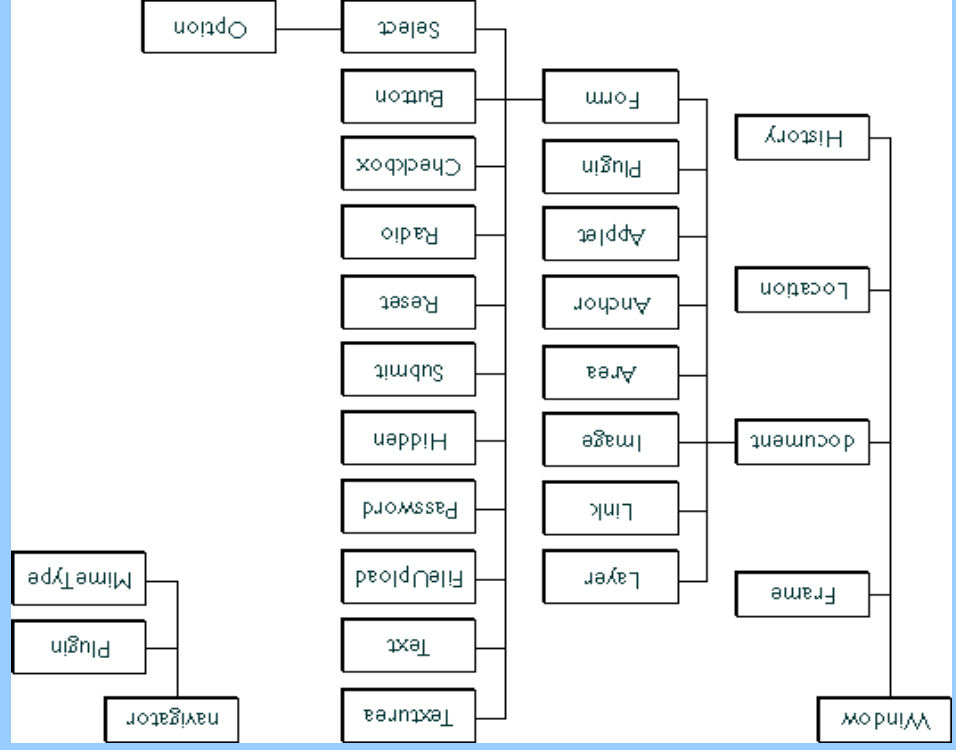 Window
Frame
document
Location
History
Layer
Link
Image
Area
Anchor
Applet
Plugin
Form
Texturea
Text
FileUpload
Password
Hidden
Submit
Reset
Radio
Checkbox
Button
Select
Option
navigator
Plugin
MimeType